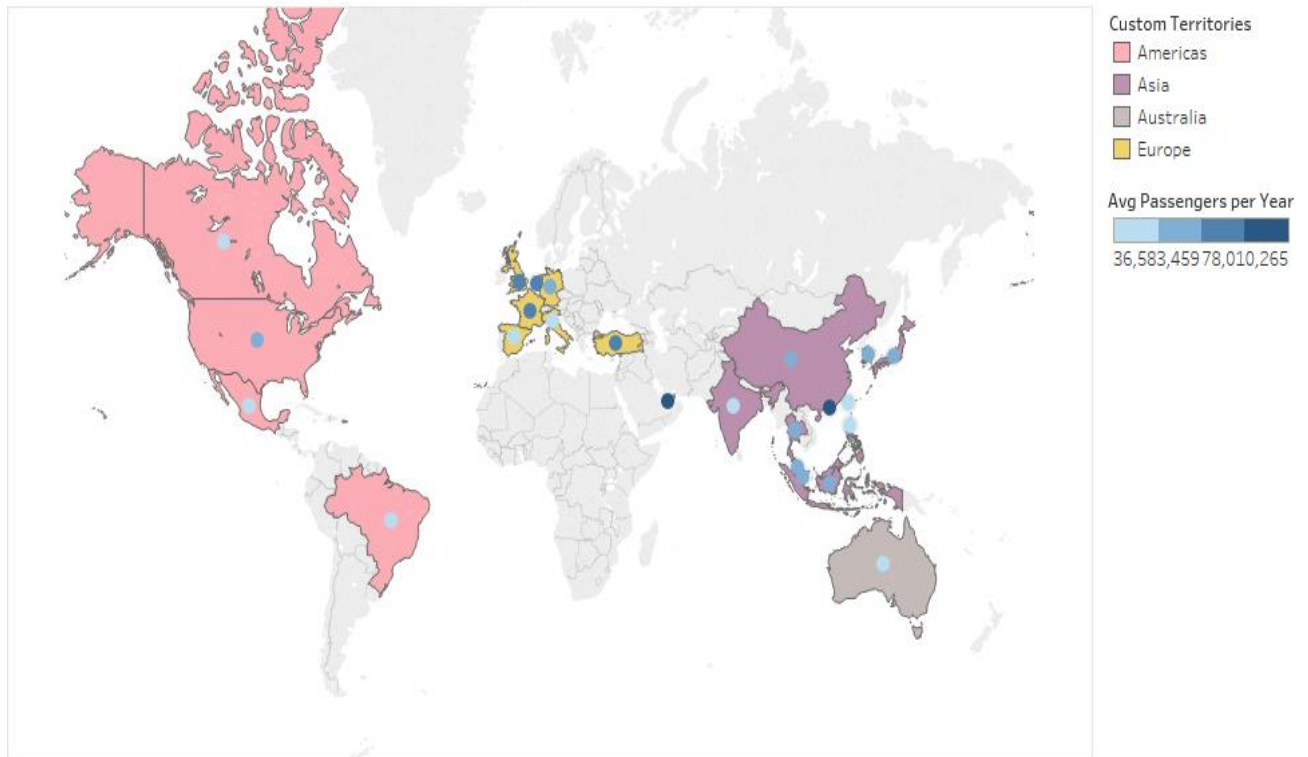 Custom Territories
Americas
Asia
Australia
Europe
Avg Passengers per Year
36,583,459 78,010,265